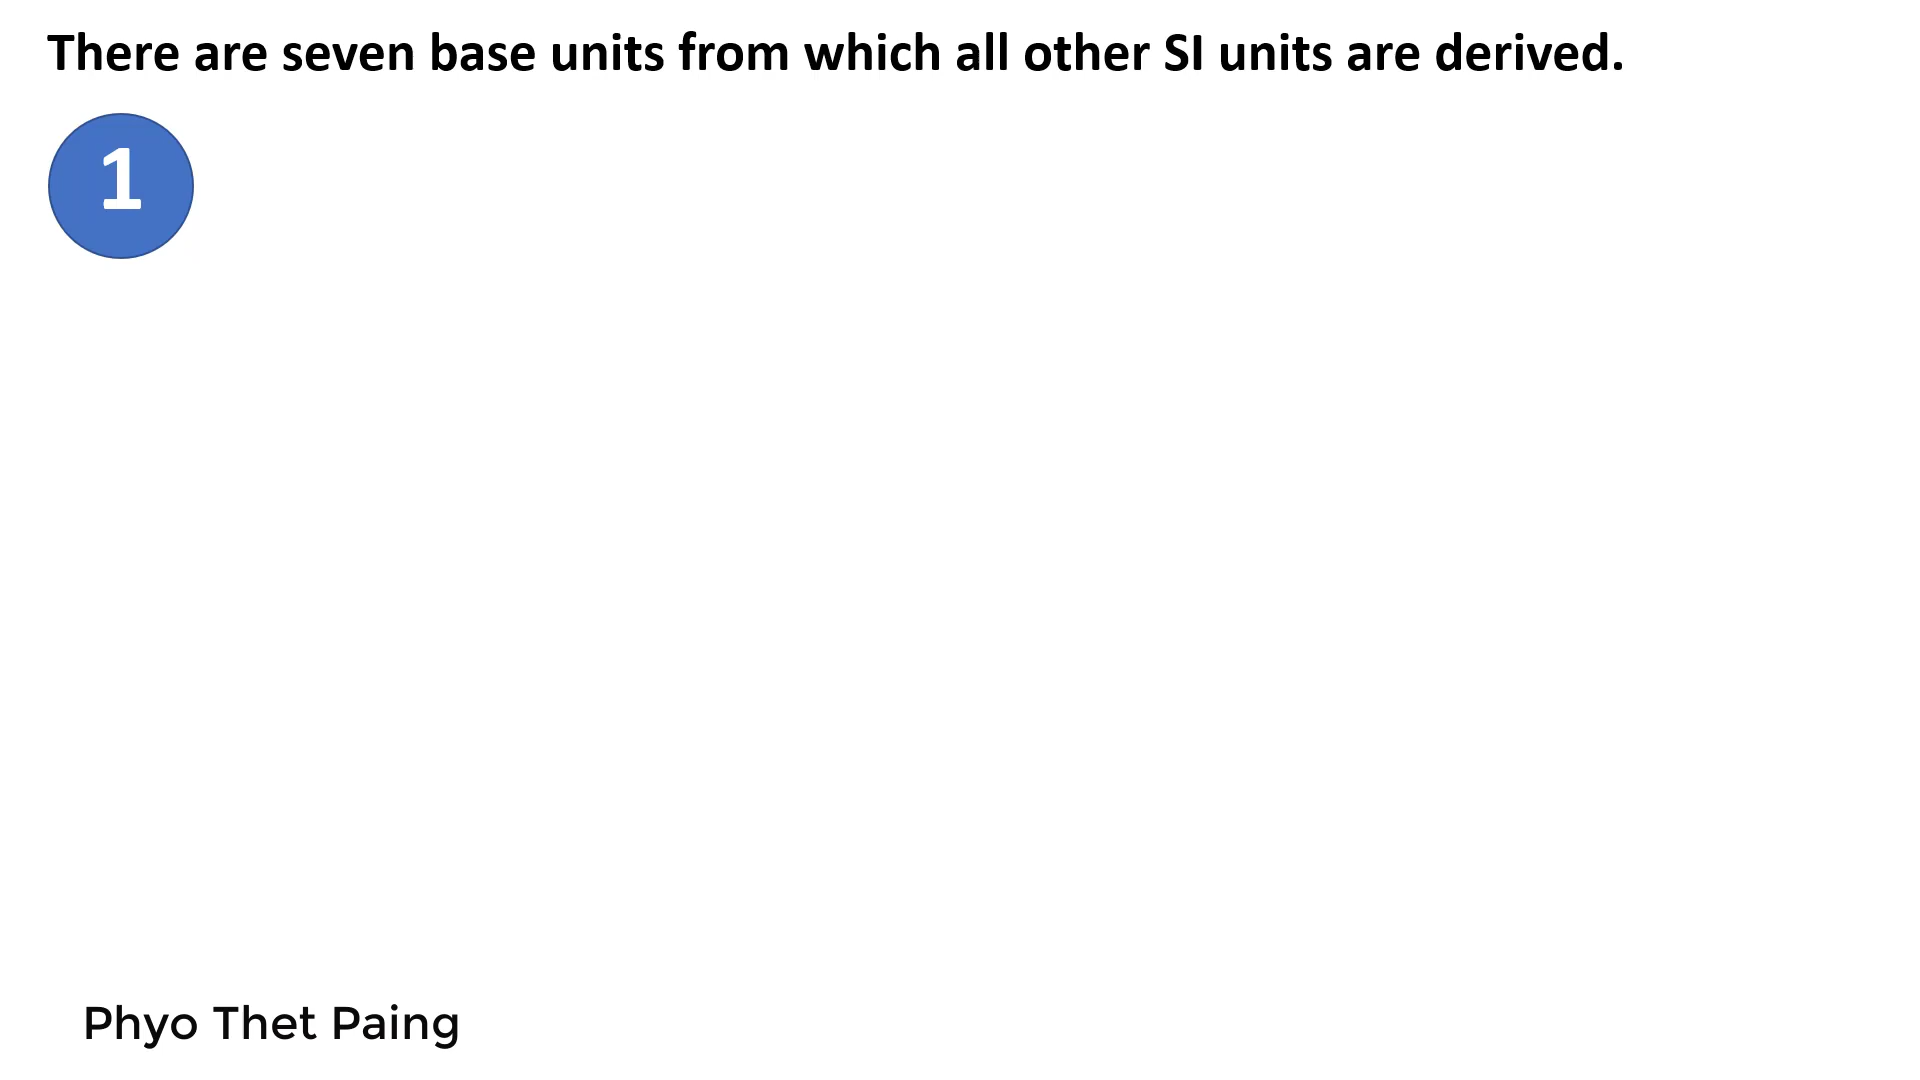 There are seven base units from which all other SI units are derived.
1
Phyo Thet Paing